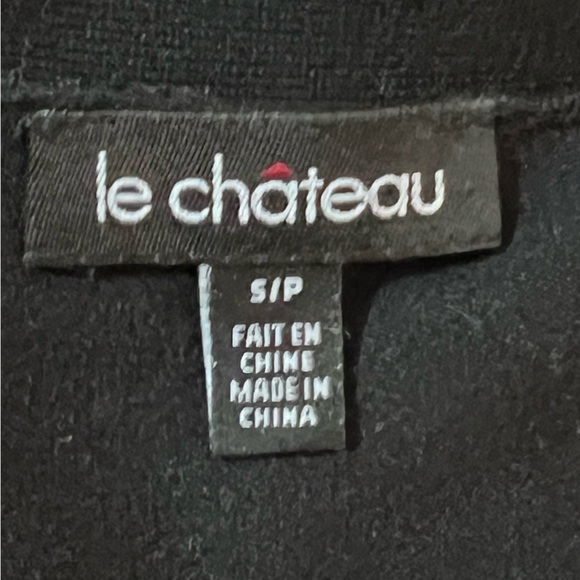 le château
S/P
FAIT EN
CHINE
MADE IN
CHINA